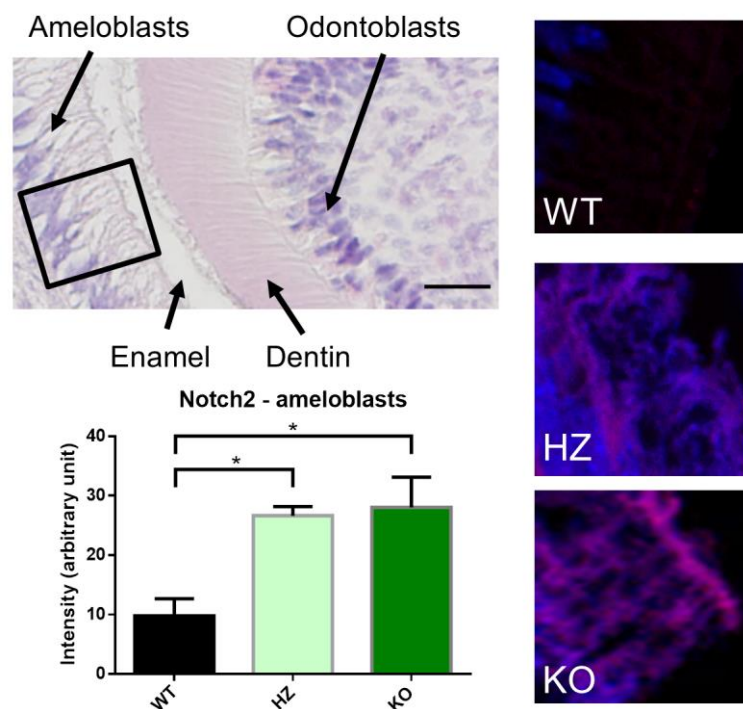 Ameloblasts
Odontoblasts
Enamel
Dentin
Notch2 - ameloblasts
Intensity (arbitrary unit)
40
30
20
10
0
*
*
WT
HZ
KO
WT
HZ
KO